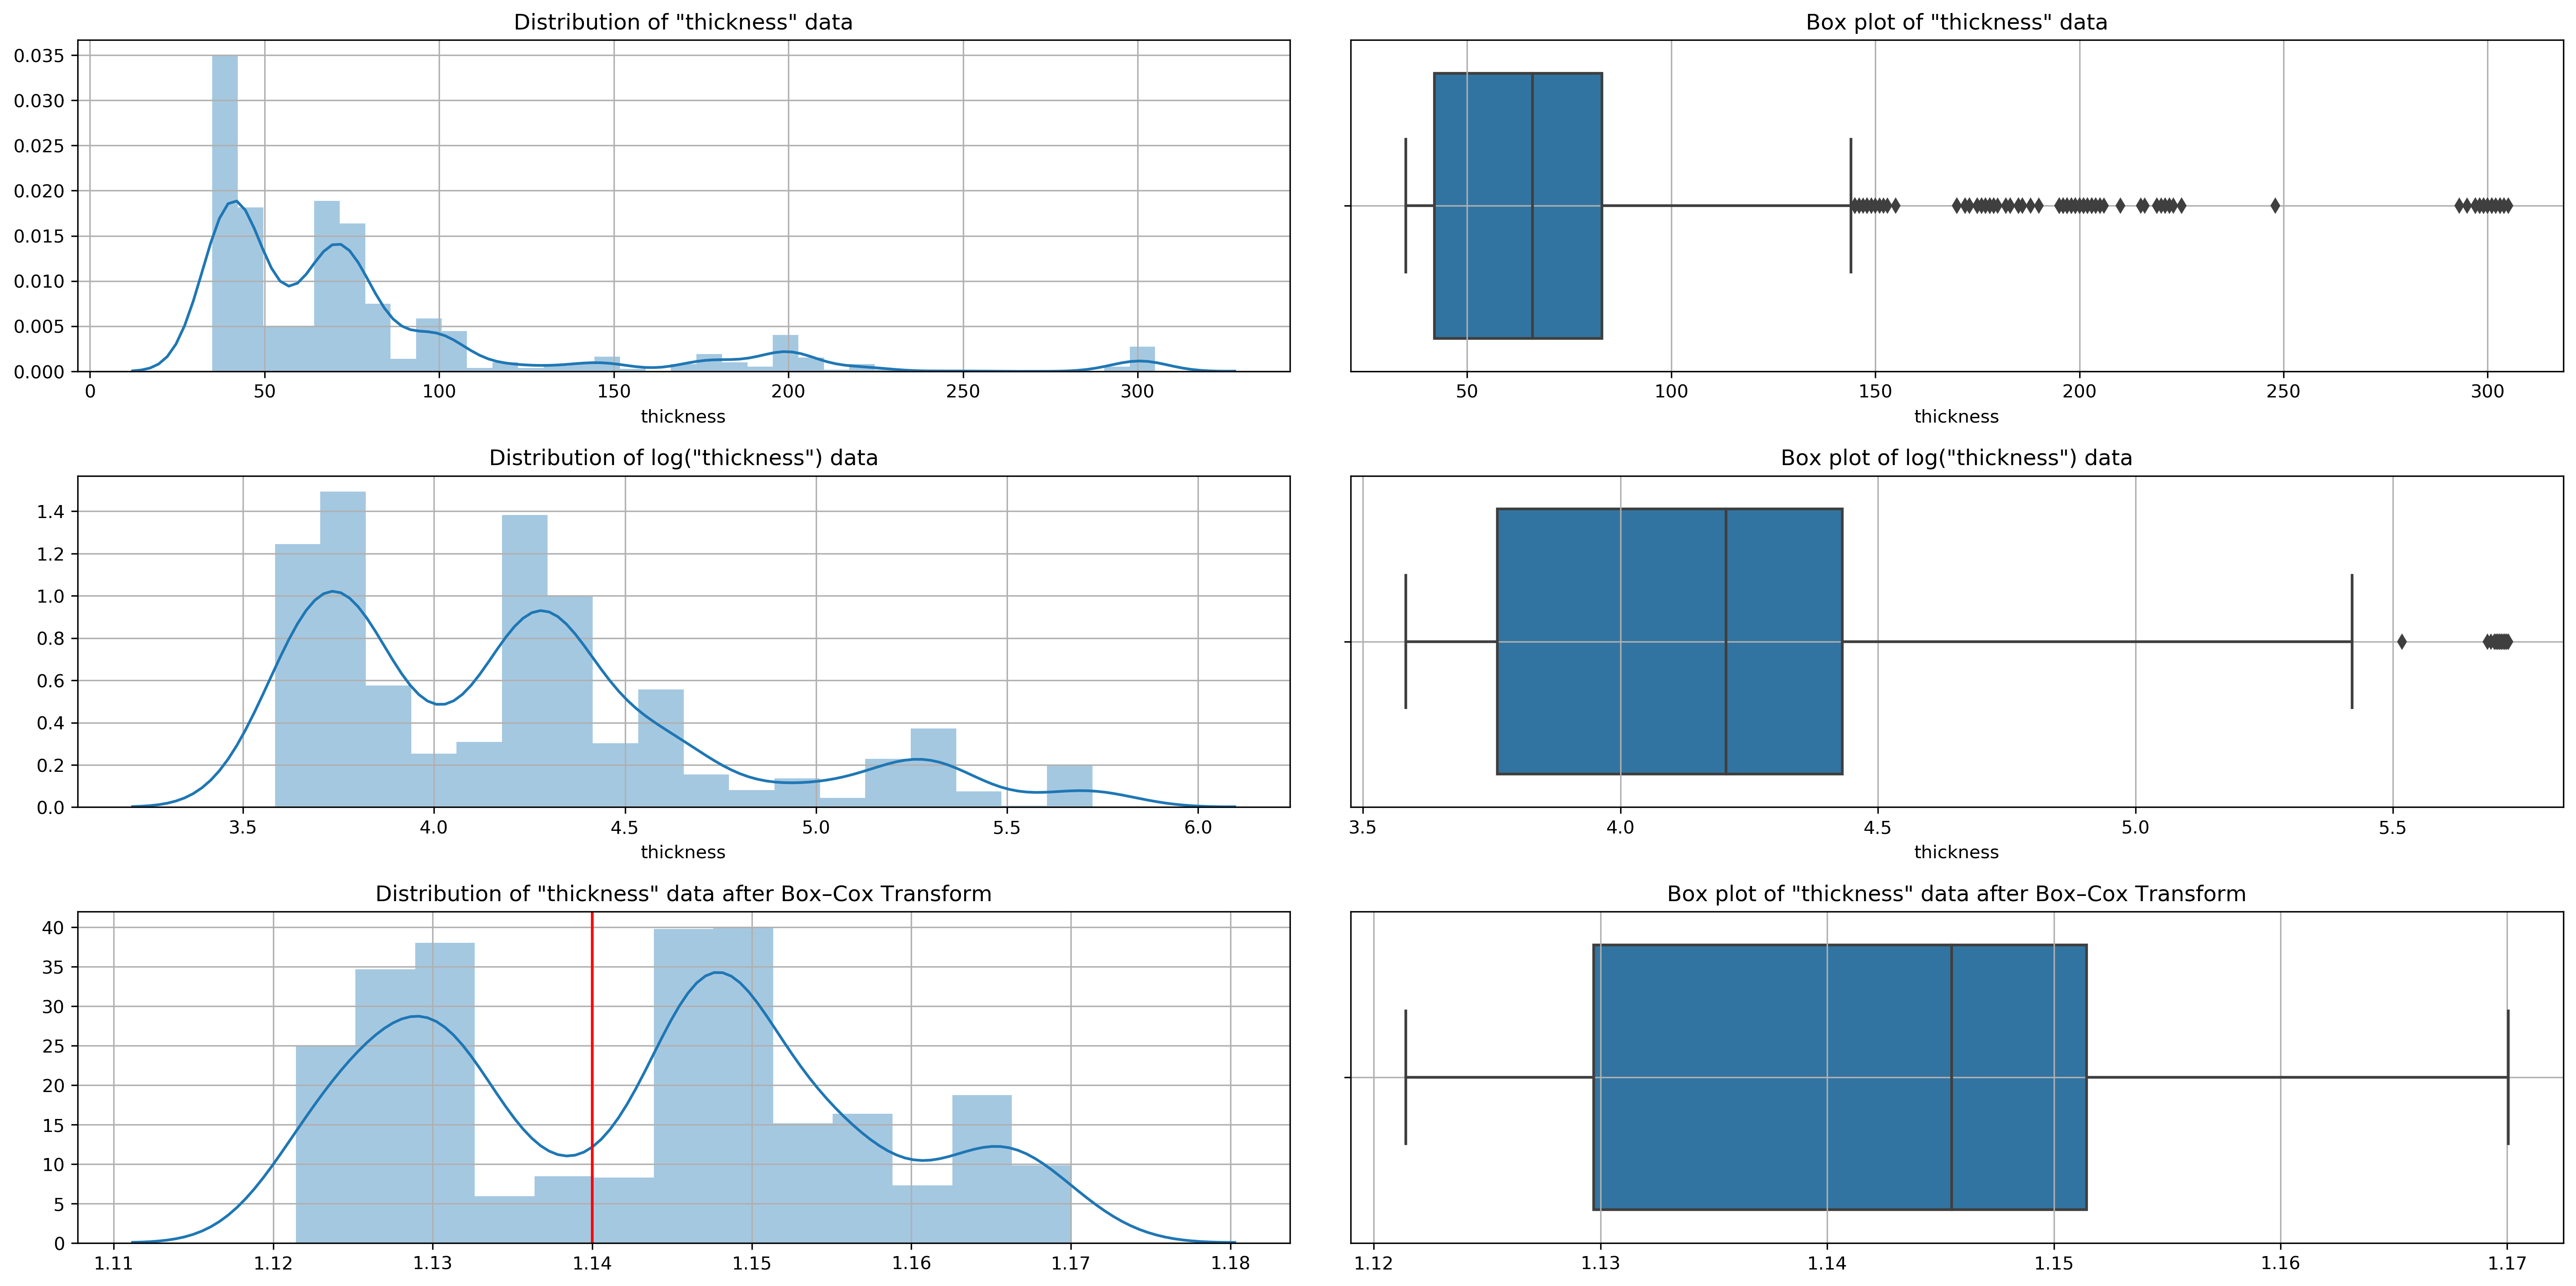 Distribution of "thickness" data
0.035
0.030
0.025
0.020
0.015
0.010
0.005
0.000
0 50 100 150 200 250 300
thickness
Box plot of "thickness" data
50 100 150 200 250 300
thickness
Distribution of log("thickness") data
1.4
1.2
1.0
0.8
0.6
0.4
0.2
0.0
3.5 4.0 4.5 5.0 5.5 6.0
thickness
Box plot of log("thickness") data
3.5 4.0 4.5 5.0 5.5
thickness
Distribution of "thickness" data after Box–Cox Transform
40
35
30
25
20
15
10
5
0
1.11 1.12 1.13 1.14 1.15 1.16 1.17 1.18
Box plot of "thickness" data after Box–Cox Transform
1.12 1.13 1.14 1.15 1.16 1.17